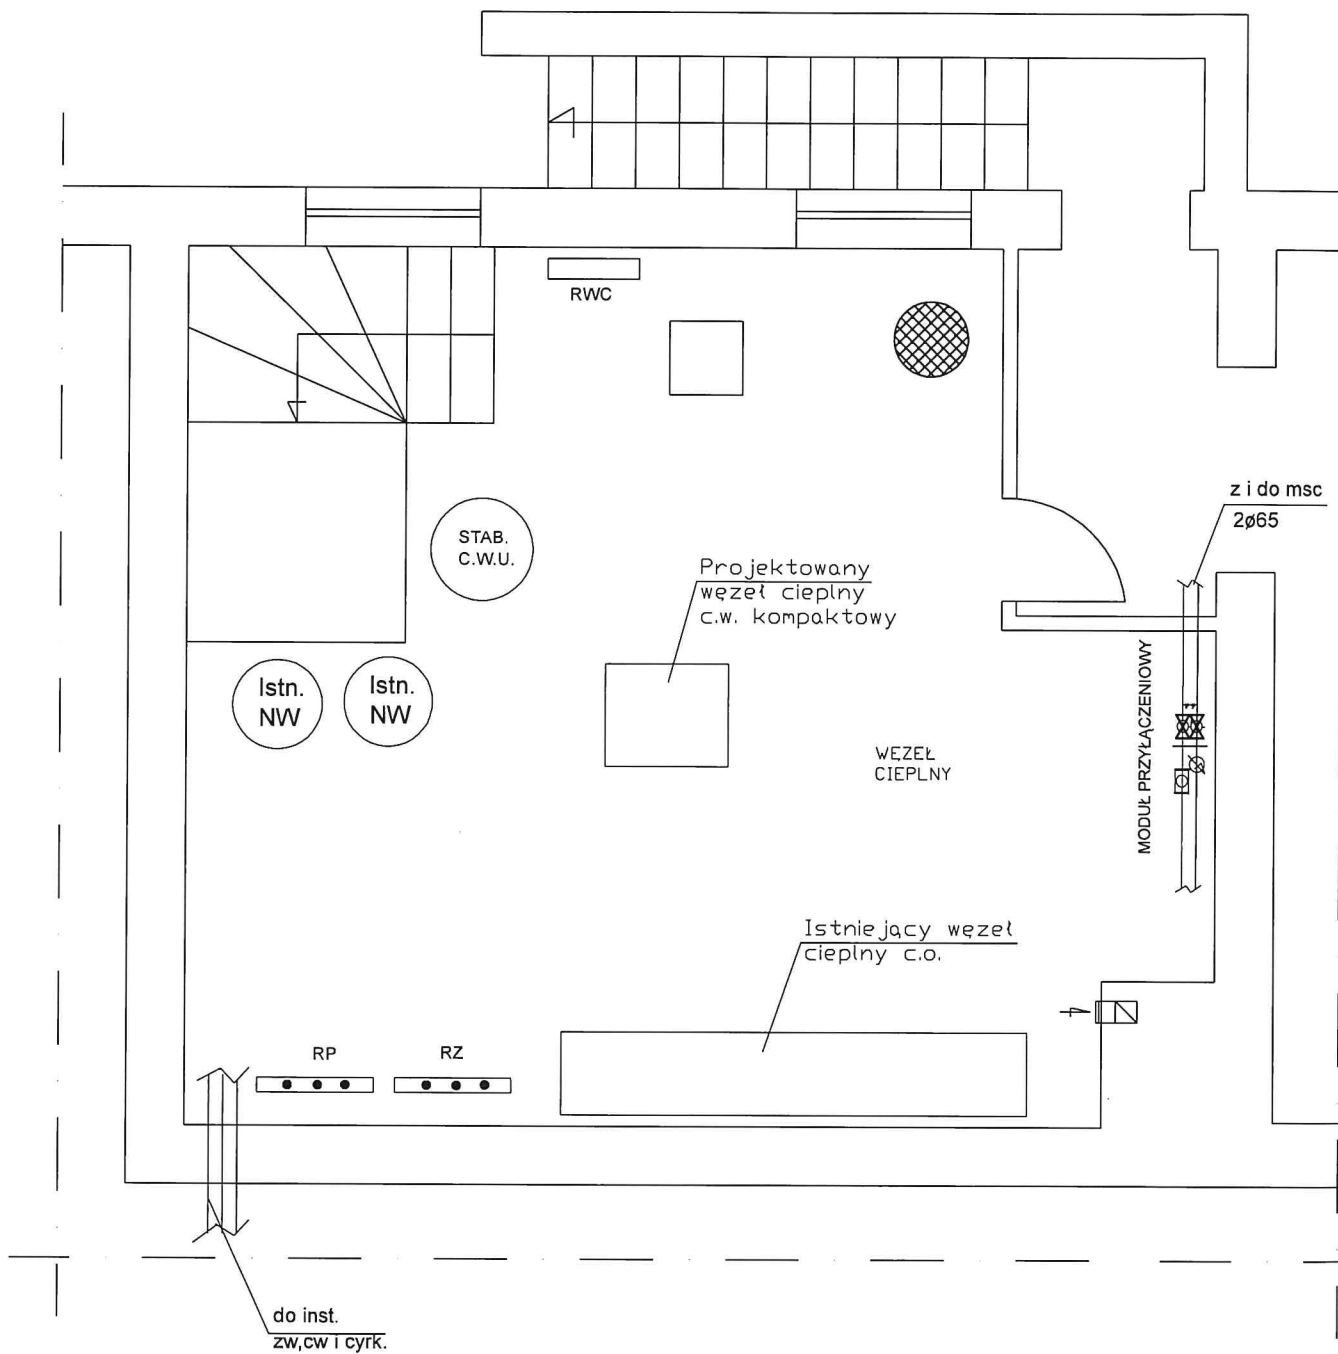 RWC
z i do msc
2ø65
STAB.
C.W.U.
Projektowany
węzeł cieplny
c.w. kompaktowy
Istn.
NW
Istn.
NW
WĘZEŁ
CIEPLNY
MODUŁ PRZYŁĄCZENIOWY
Istniejący węzeł
cieplny c.o.
RP
RZ
do inst.
zw,cw i cyrk.